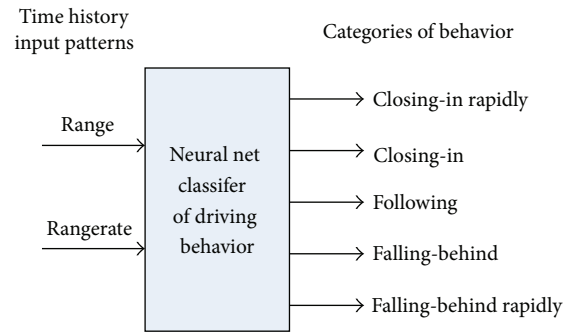 Time history
input patterns
Categories of behavior
Range
Rangerate
Neural net
classifer
of driving
behavior
Closing-in rapidly
Closing-in
Following
Falling-behind
Falling-behind rapidly